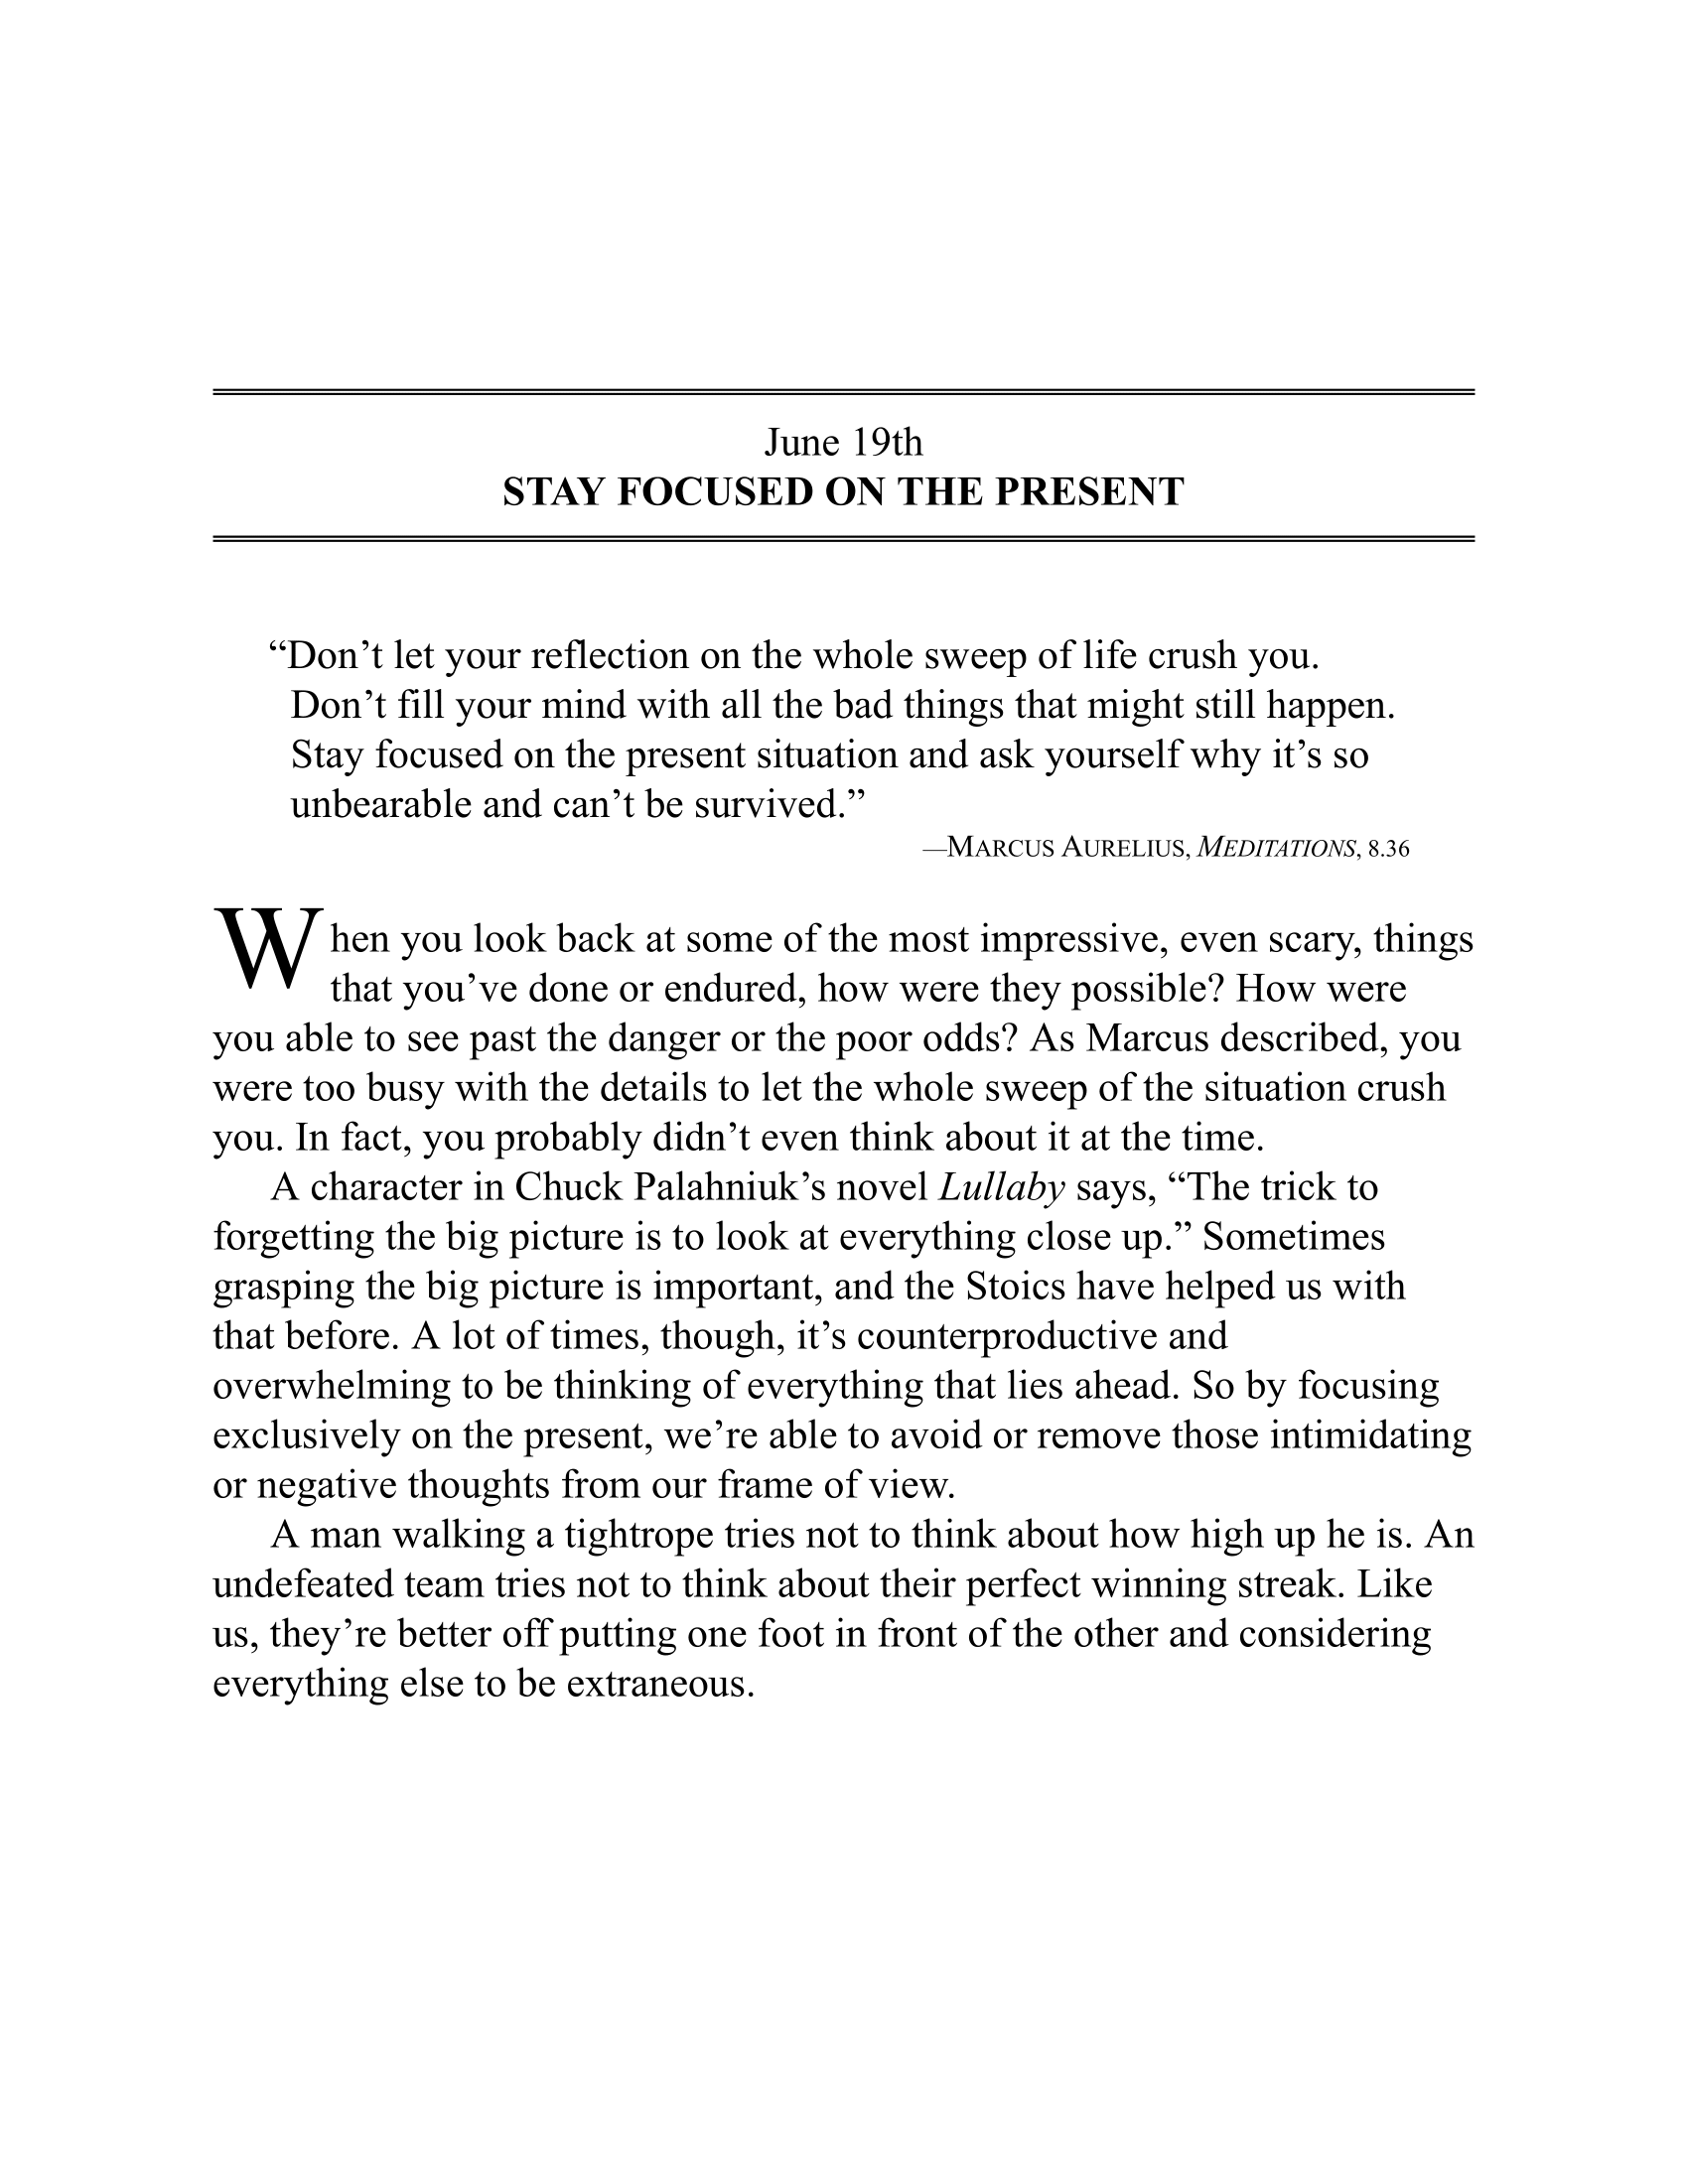 June 19th
STAY FOCUSED ON THE PRESENT
“Don’t let your reflection on the whole sweep of life crush you.
Don’t fill your mind with all the bad things that might still happen.
Stay focused on the present situation and ask yourself why it’s so
unbearable and can’t be survived.”
—MARCUS AURELIUS, MEDITATIONS, 8.36
When you look back at some of the most impressive, even scary, things
that you’ve done or endured, how were they possible? How were
you able to see past the danger or the poor odds? As Marcus described, you
were too busy with the details to let the whole sweep of the situation crush
you. In fact, you probably didn’t even think about it at the time.
A character in Chuck Palahniuk’s novel Lullaby says, “The trick to
forgetting the big picture is to look at everything close up.” Sometimes
grasping the big picture is important, and the Stoics have helped us with
that before. A lot of times, though, it’s counterproductive and
overwhelming to be thinking of everything that lies ahead. So by focusing
exclusively on the present, we’re able to avoid or remove those intimidating
or negative thoughts from our frame of view.
A man walking a tightrope tries not to think about how high up he is. An
undefeated team tries not to think about their perfect winning streak. Like
us, they’re better off putting one foot in front of the other and considering
everything else to be extraneous.